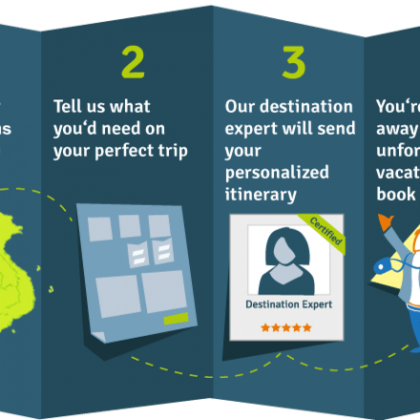 2
Tell us what
you‘d need on
your perfect trip
3
Our destination
expert will send
your
personalized
itinerary
Certified
Destination Expert
You‘re
away
unfor
vacat
book